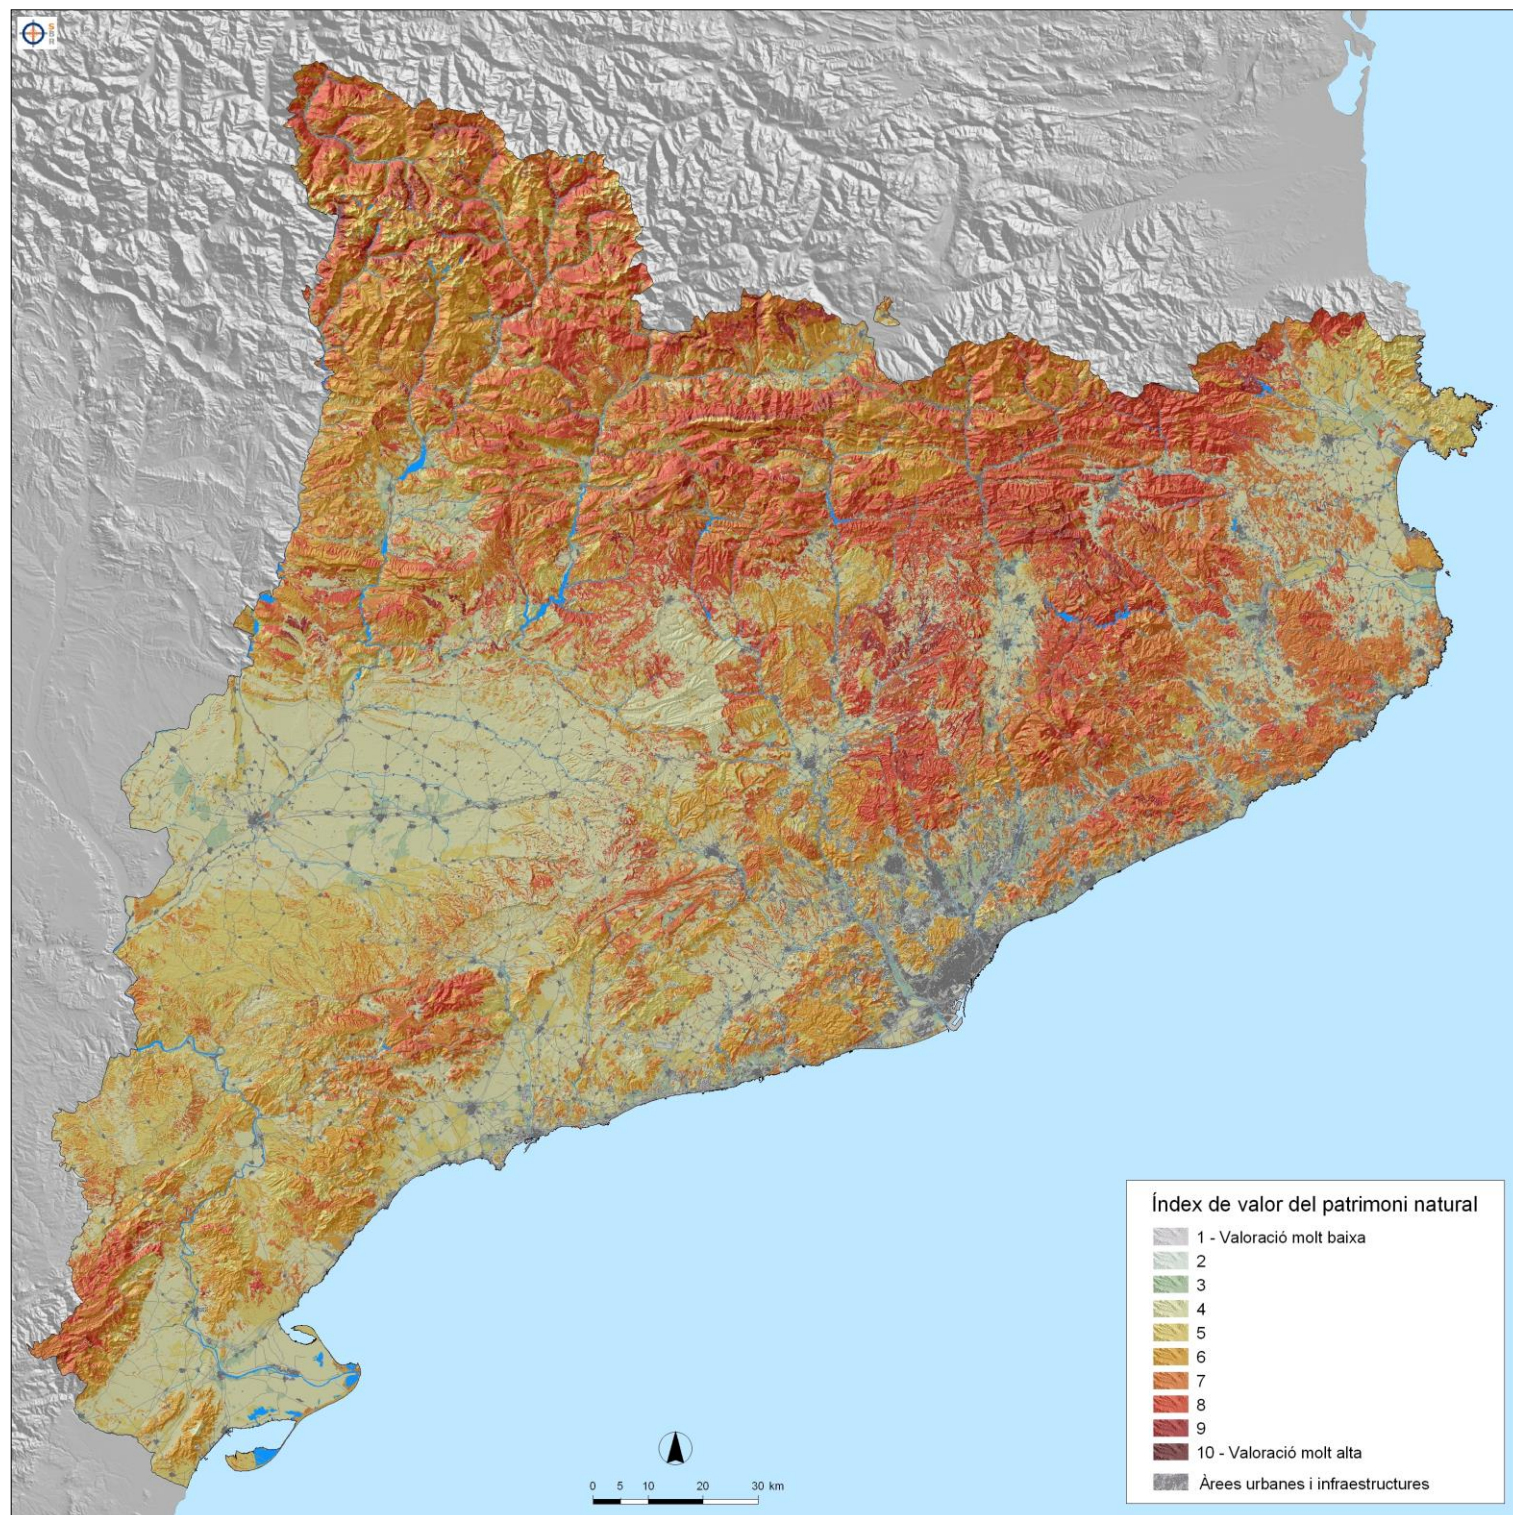 Índex de valor del patrimoni natural
1 - Valoració molt baixa
2
3
4
5
6
7
8
9
10 - Valoració molt alta
Àrees urbanes i infraestructures
0 5 10 20 30 km